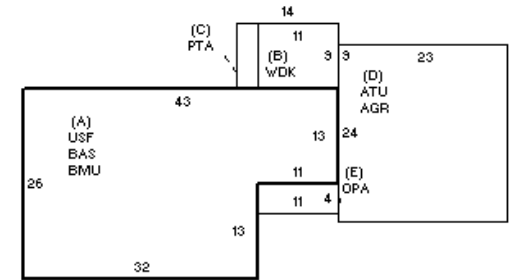 14
(C)
PTA
11
(B)
WDK
9
9
23
(D)
ATU
AGR
43
(A)
USF
BAS
BMU
13
24
26
11
(E)
OPA
11
4
13
32